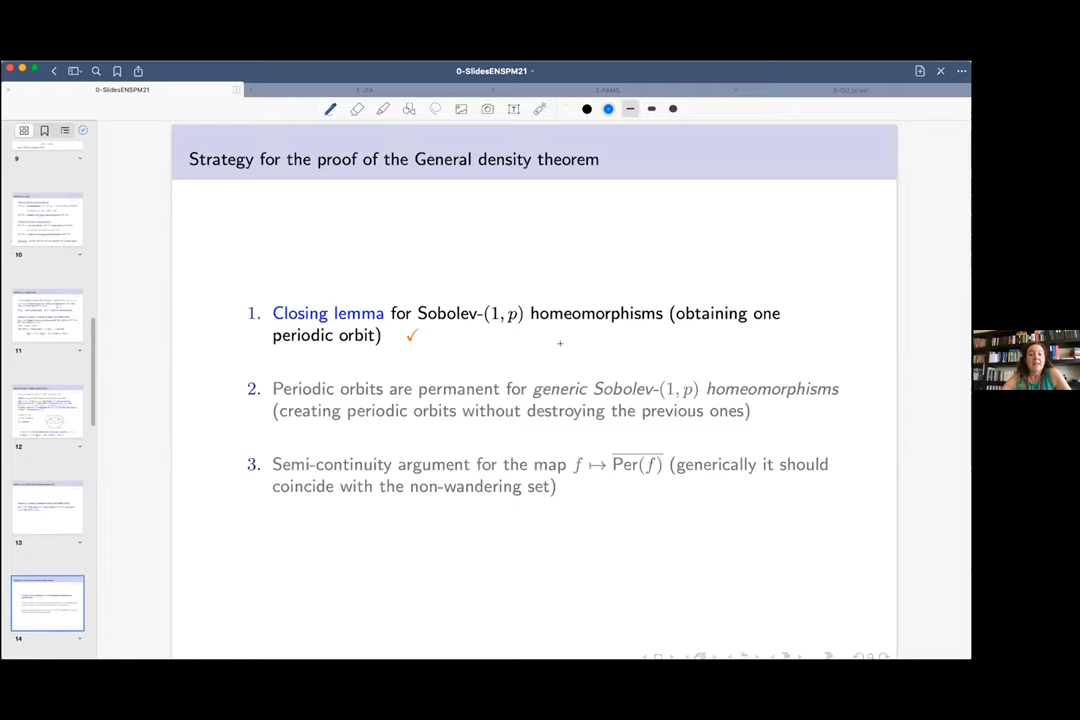 0-SlidesENSPM21
0-SlidesENSPM21
Strategy for the proof of the General density theorem
9
10
11
12
13
14
1. Closing lemma for Sobolev-(1, p) homeomorphisms (obtaining one
periodic orbit) ✓
2. Periodic orbits are permanent for generic Sobolev-(1, p) homeomorphisms
(creating periodic orbits without destroying the previous ones)
3. Semi-continuity argument for the map f ↦ \overline{Per(f)} (generically it should
coincide with the non-wandering set)